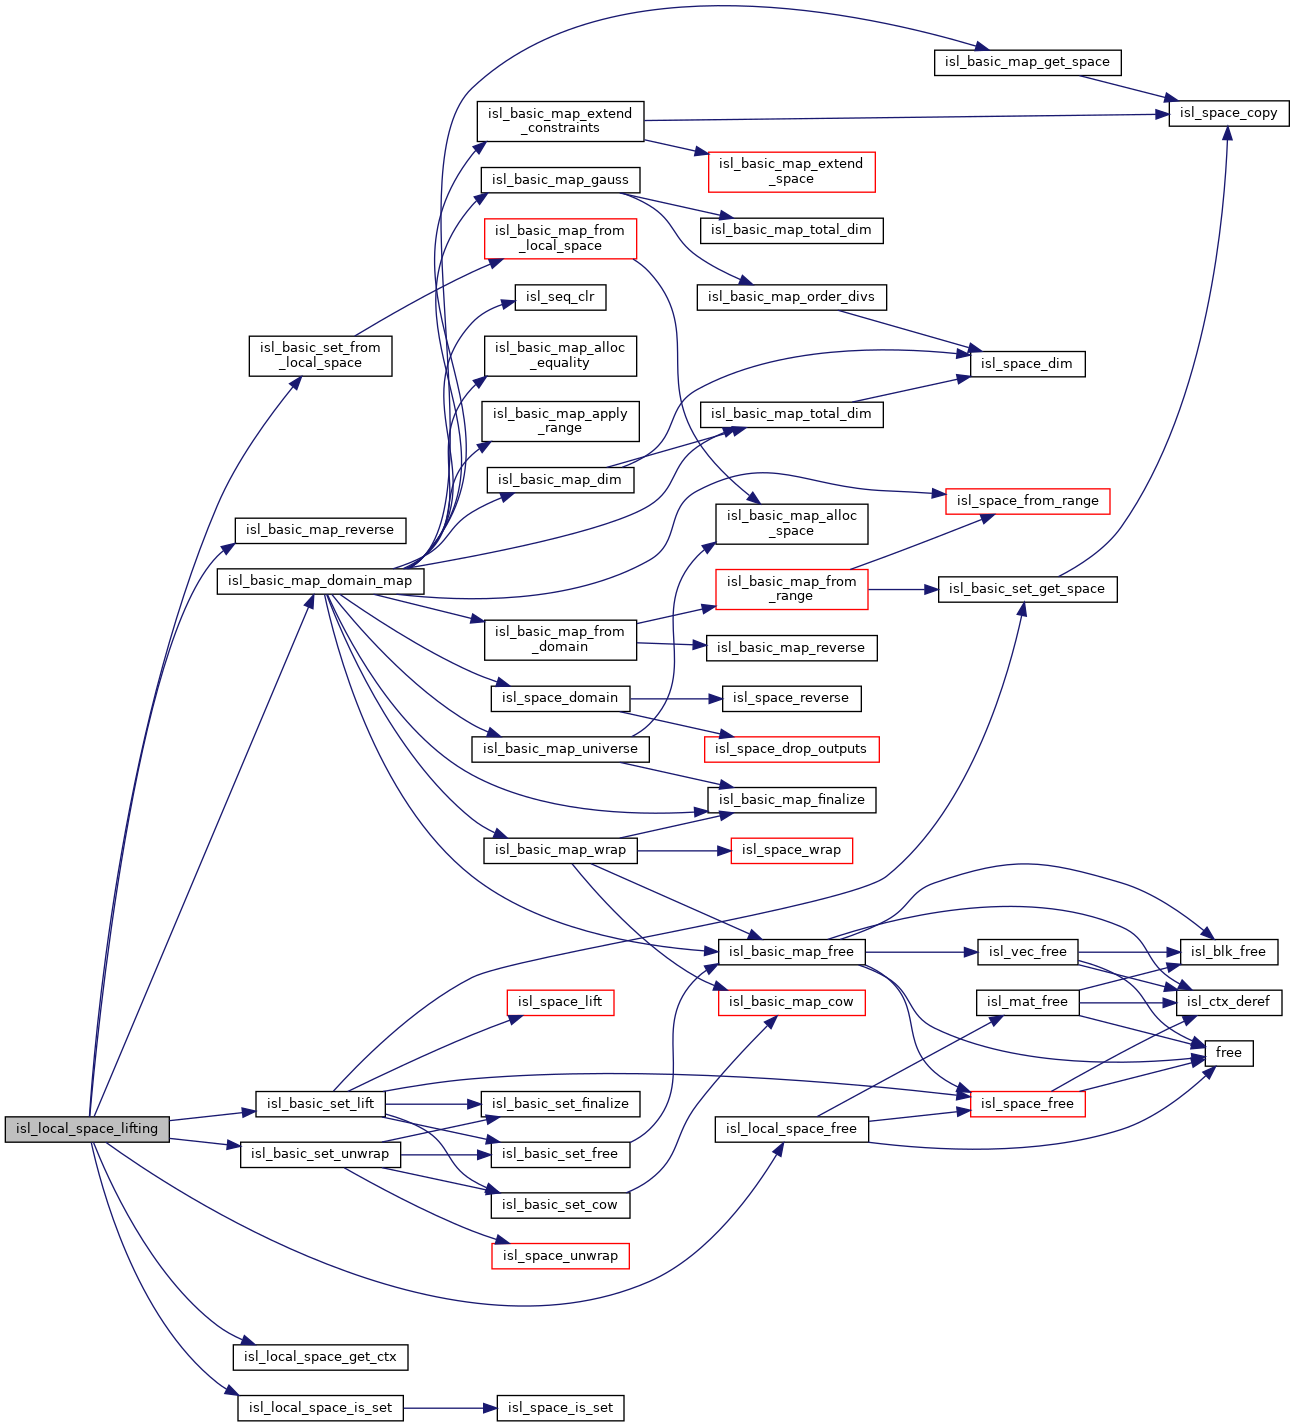 isl_basic_map_get_space
isl_space_copy
isl_basic_map_extend
_constraints
isl_basic_map_extend
_space
isl_basic_map_gauss
isl_basic_map_total_dim
isl_basic_map_from
_local_space
isl_seq_clr
isl_basic_map_order_divs
isl_basic_set_from
_local_space
isl_basic_map_alloc
_equality
isl_space_dim
isl_basic_map_apply
_range
isl_basic_map_total_dim
isl_basic_map_dim
isl_space_from_range
isl_basic_map_reverse
isl_basic_map_alloc
_space
isl_basic_map_domain_map
isl_basic_map_from
_range
isl_basic_set_get_space
isl_basic_map_from
_domain
isl_basic_map_reverse
isl_space_domain
isl_space_reverse
isl_basic_map_universe
isl_space_drop_outputs
isl_basic_map_finalize
isl_basic_map_wrap
isl_space_wrap
isl_basic_map_free
isl_vec_free
isl_blk_free
isl_space_lift
isl_basic_map_cow
isl_mat_free
isl_ctx_deref
free
isl_basic_set_lift
isl_basic_set_finalize
isl_space_free
isl_local_space_lifting
isl_local_space_free
isl_basic_set_unwrap
isl_basic_set_free
isl_basic_set_cow
isl_space_unwrap
isl_local_space_get_ctx
isl_local_space_is_set
isl_space_is_set